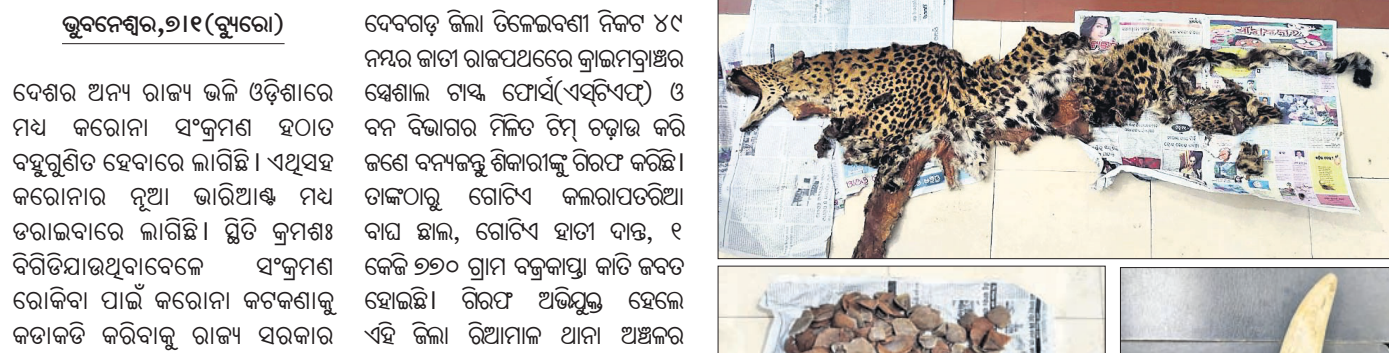 ଭୁବନେଶ୍ୱର,୭।୧(ବ୍ୟୁରୋ)
ଦେଶର ଅନ୍ୟ ରାଜ୍ୟ ଭଳି ଓଡ଼ିଶାରେ
ମଧ୍ୟ କରୋନା ସଂକ୍ରମଣ ହଠାତ
ବହୁଗୁଣିତ ହେବାରେ ଲାଗିଛି। ଏଥିସହ
କରୋନାର ନୂଆ ଭାରିଆଣ୍ଟ ମଧ୍ୟ
ଡରାଇବାରେ ଲାଗିଛି। ସ୍ଥିତି କ୍ରମଶଃ
ବିଗିଡିଯାଉଥିବାବେଳେ ସଂକ୍ରମଣ
ରୋକିବା ପାଇଁ କରୋନା କଟକଣାକୁ
କଡାକଡି କରିବାକୁ ରାଜ୍ୟ ସରକାର
ଦେବଗଡ଼ ଜିଲା ତିଳେଇବଣୀ ନିକଟ ୪୯
ନମ୍ୱର ଜାତୀ ରାଜପଥରେେ କ୍ରାଇମବ୍ରାଞ୍ଚର
ସ୍ପେଶାଲ ଟାସ୍କ ଫୋର୍ସ(ଏସ୍‌ଟିଏଫ୍‌) ଓ
ବନ ବିଭାଗର ମିଳିତ ଟିମ୍‌ ଚଢ଼ାଉ କରି
ଜଣେ ବନ୍ୟଜନ୍ତୁ ଶିକାରୀଙ୍କୁ ଗିରଫ କରିଛି।
ତାଙ୍କଠାରୁ ଗୋଟିଏ କଲରାପତରିଆ
ବାଘ ଛାଲ, ଗୋଟିଏ ହାତୀ ଦାନ୍ତ, ୧
କେଜି ୭୭୦ ଗ୍ରାମ ବଜ୍ରକାପ୍ତା କାତି ଜବତ
ହୋଇଛି। ଗିରଫ ଅଭିଯୁକ୍ତ ହେଲେ
ଏହି ଜିଲା ରିଆମାଳ ଥାନା ଅଞ୍ଚଳର